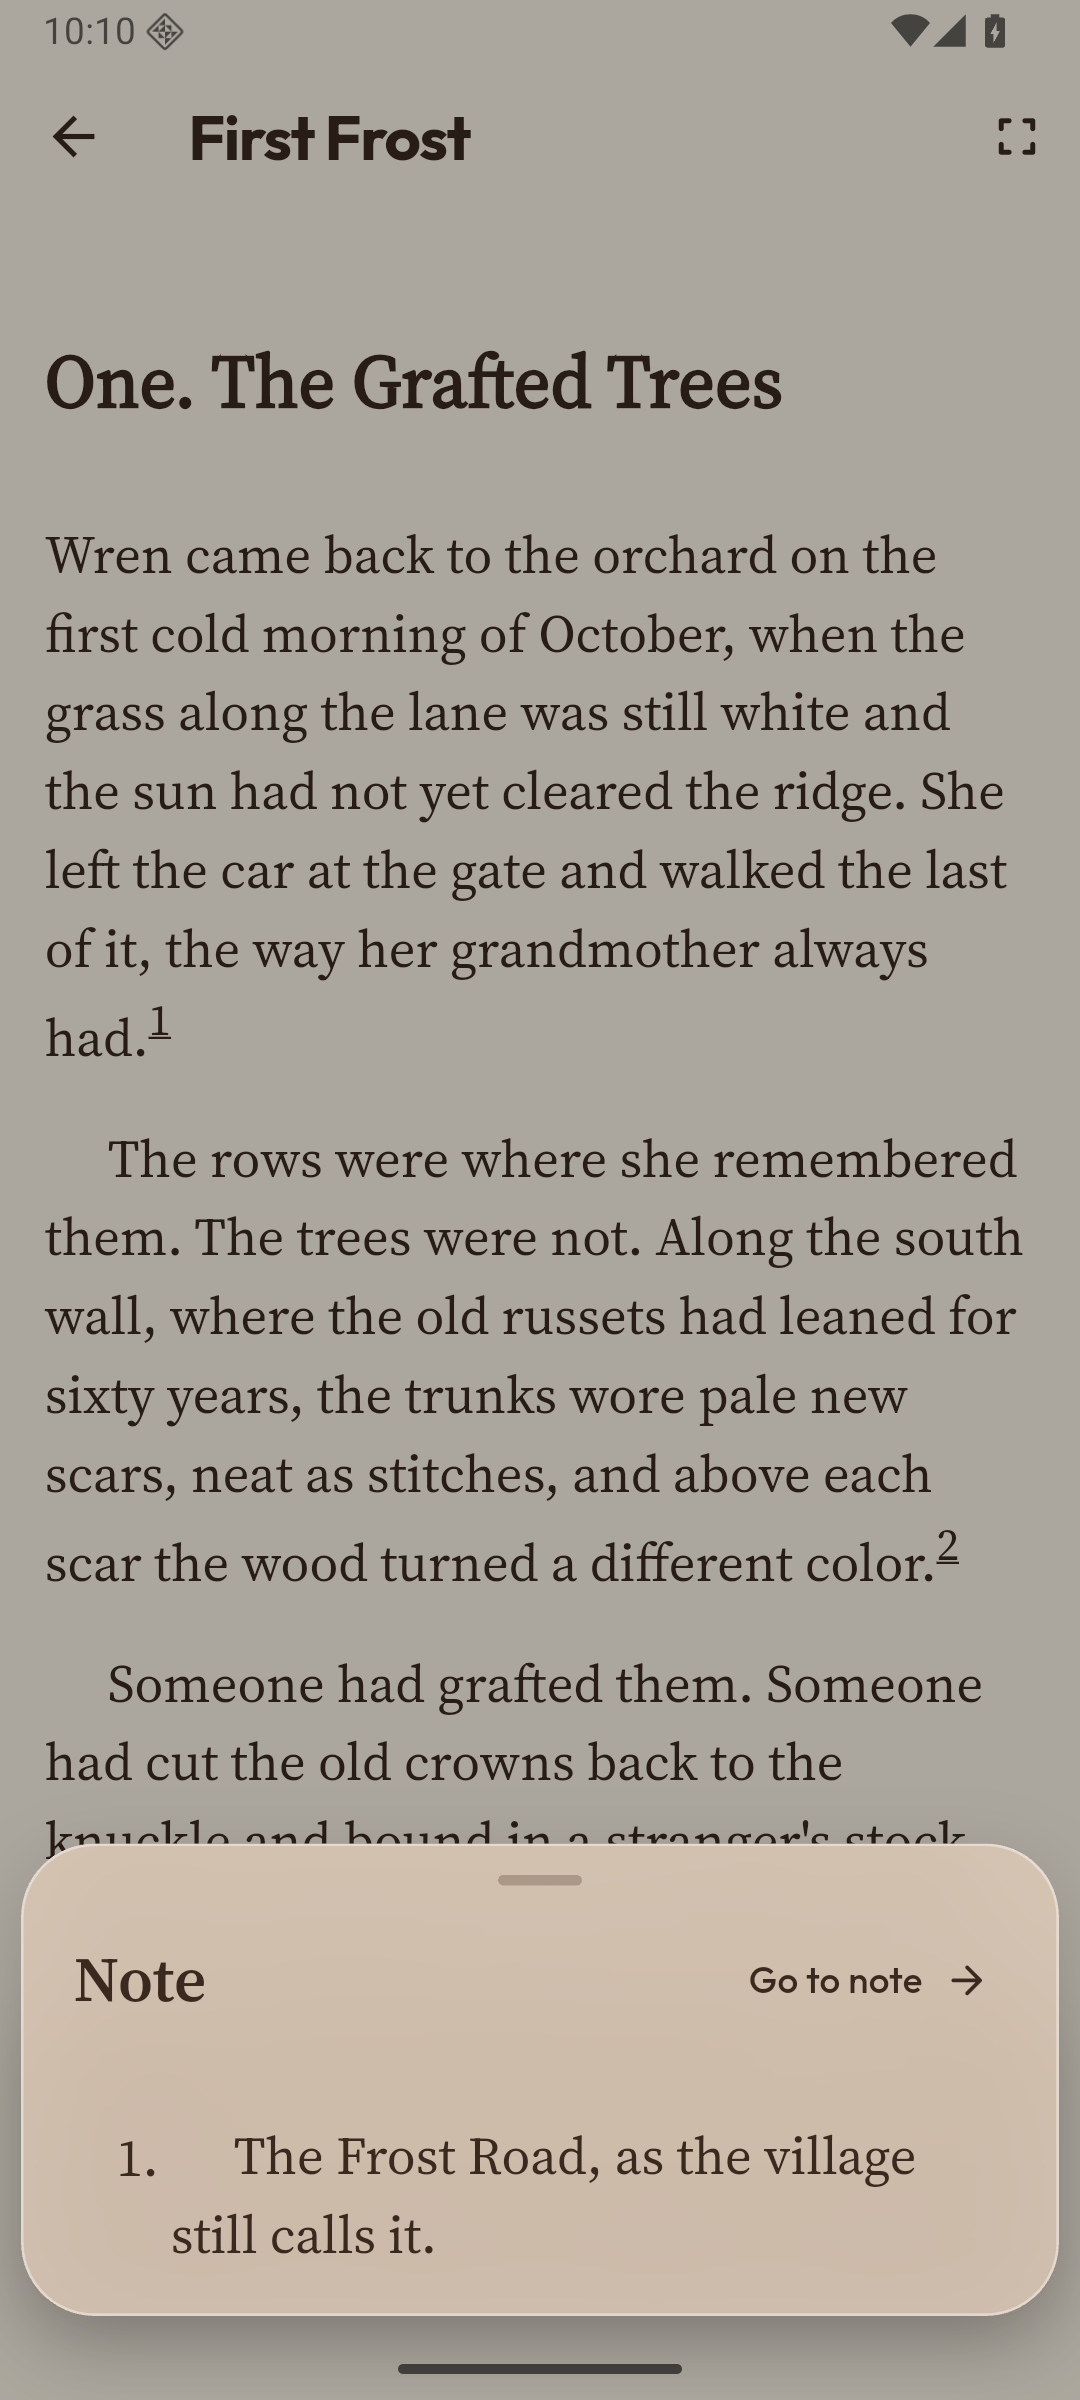 10:10
First Frost
One. The Grafted Trees
Wren came back to the orchard on the
first cold morning of October, when the
grass along the lane was still white and
the sun had not yet cleared the ridge. She
left the car at the gate and walked the last
of it, the way her grandmother always
had.1
The rows were where she remembered
them. The trees were not. Along the south
wall, where the old russets had leaned for
sixty years, the trunks wore pale new
scars, neat as stitches, and above each
scar the wood turned a different color.2
Someone had grafted them. Someone
had cut the old crowns back to the
knuckle and bound in a stranger's stock
Note
Go to note
1. The Frost Road, as the village
still calls it.